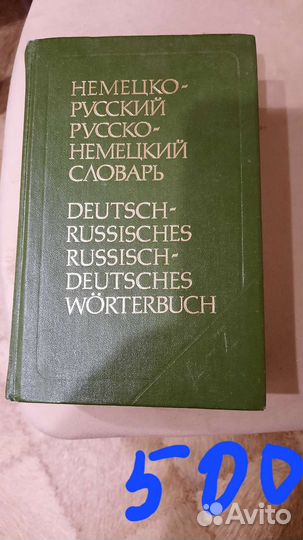 НЕМЕЦКО-
РУССКИЙ
РУССКО-
НЕМЕЦКИЙ
СЛОВАРЬ
DEUTSCH-
RUSSISCHES
RUSSISCH-
DEUTSCHES
WÖRTERBUCH
500
Avito